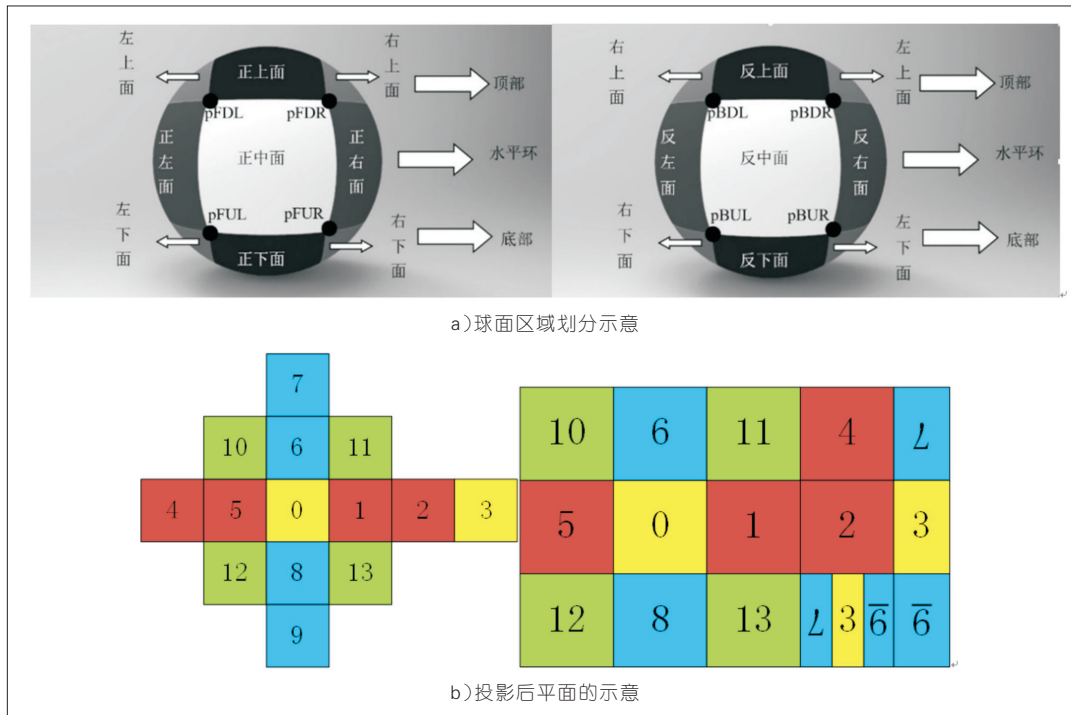 左上面
正上面
右上面
顶部
pFDL
pFDR
正左面
正中面
正右面
水平环
左下面
pFUL
pFUR
正下面
右下面
底部
右上面
反上面
左上面
顶部
pBDL
pBDR
反左面
反中面
反右面
水平环
右下面
pBUL
pBUR
反下面
左下面
底部
a)球面区域划分示意
7
10 6 11
4 5 0 1 2 3
12 8 13
9
10 6 11 4 7
5 0 1 2 3
12 8 13 7 3 9 9
b)投影后平面的示意